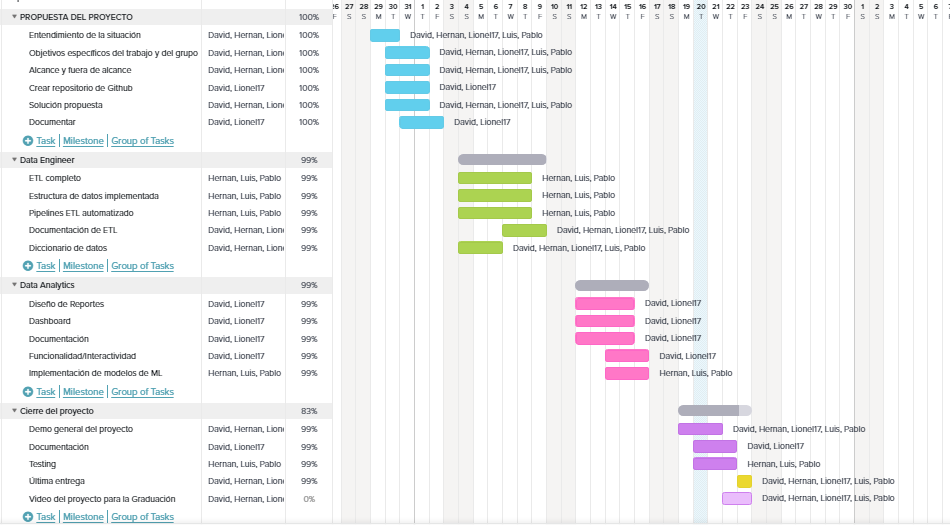 26 27 28 29 30 31 1 2 3 4 5 6 7 8 9 10 11 12 13 14 15 16 17 18 19 20 21 22 23 24 25 26 27 28 29 30 1 2 3 4 5 6
PROPUESTA DEL PROYECTO 100% F S S M T W T F S S M T W T F S S M T W T F S S M T W T F S S M T W T F S S M T W T
Entendimiento de la situación David, Hernan, Lione 100% David, Hernan, Lionel17, Luis, Pablo
Objetivos específicos del trabajo y del grupo David, Hernan, Lione 100% David, Hernan, Lionel17, Luis, Pablo
Alcance y fuera de alcance David, Hernan, Lione 100% David, Hernan, Lionel17, Luis, Pablo
Crear repositorio de Github David, Lionel17 100% David, Lionel17
Solución propuesta David, Hernan, Lione 100% David, Hernan, Lionel17, Luis, Pablo
Documentar David, Lionel17 100% David, Lionel17
Task | Milestone | Group of Tasks
Data Engineer 99%
ETL completo Hernan, Luis, Pablo 99% Hernan, Luis, Pablo
Estructura de datos implementada Hernan, Luis, Pablo 99% Hernan, Luis, Pablo
Pipelines ETL automatizado Hernan, Luis, Pablo 99% Hernan, Luis, Pablo
Documentación de ETL David, Hernan, Lione 99% David, Hernan, Lionel17, Luis, Pablo
Diccionario de datos David, Hernan, Lione 99% David, Hernan, Lionel17, Luis, Pablo
Task | Milestone | Group of Tasks
Data Analytics 99%
Diseño de Reportes David, Lionel17 99% David, Lionel17
Dashboard David, Lionel17 99% David, Lionel17
Documentación David, Lionel17 99% David, Lionel17
Funcionalidad/Interactividad David, Lionel17 99% David, Lionel17
Implementación de modelos de ML Hernan, Luis, Pablo 99% Hernan, Luis, Pablo
Task | Milestone | Group of Tasks
Cierre del proyecto 83%
Demo general del proyecto David, Hernan, Lione 99% David, Hernan, Lionel17, Luis, Pablo
Documentación David, Lionel17 99% David, Lionel17
Testing Hernan, Luis, Pablo 99% Hernan, Luis, Pablo
Última entrega David, Hernan, Lione 99% David, Hernan, Lionel17, Luis, Pablo
Video del proyecto para la Graduación David, Hernan, Lione 0% David, Hernan, Lionel17, Luis, Pablo
Task | Milestone | Group of Tasks